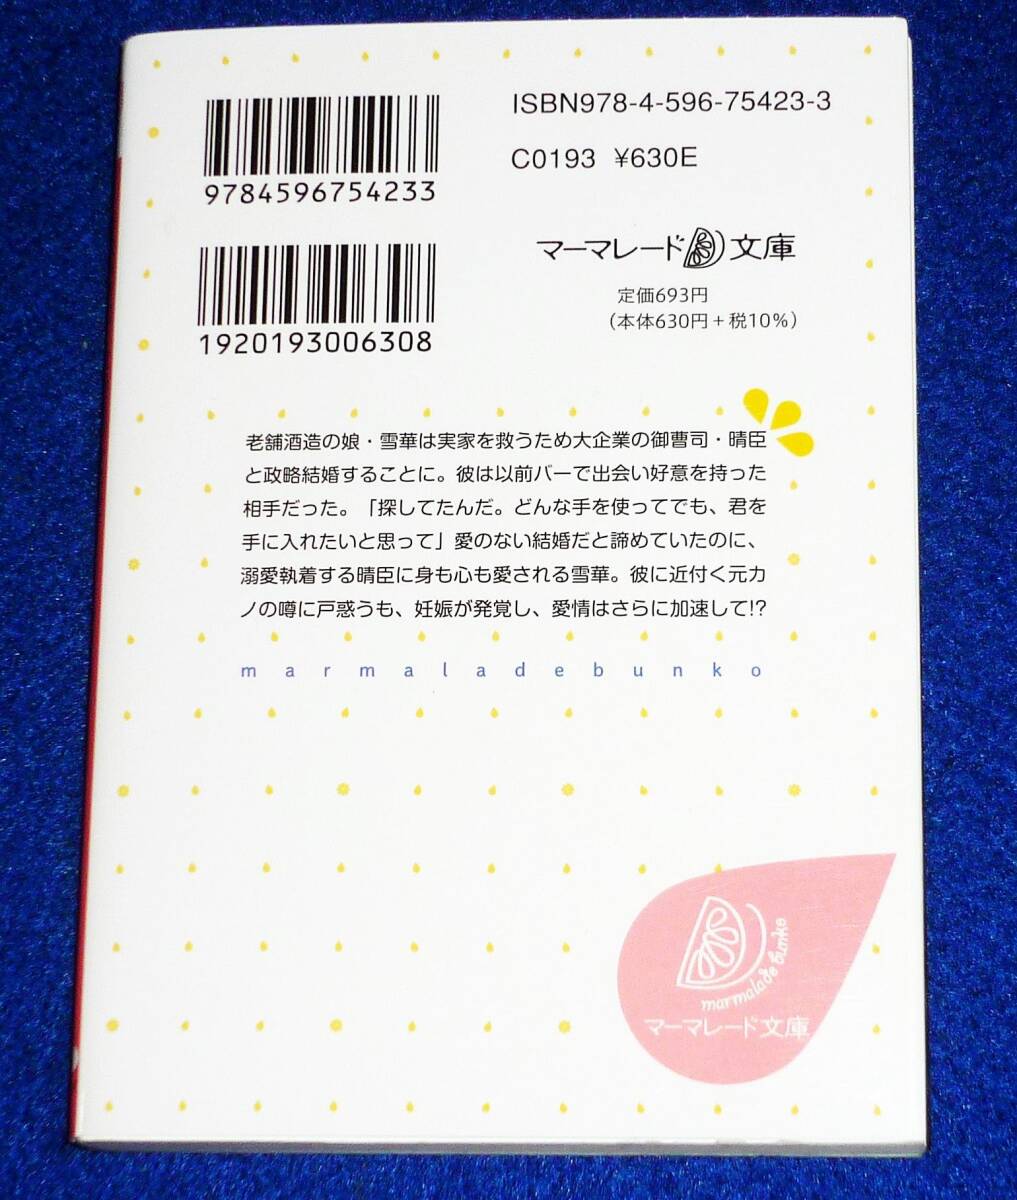 ISBN978-4-596-75423-3
C0193 ¥630E
9784596754233
マーマレード文庫
定価693円
（本体630円＋税10%）
1920193006308
老舗酒造の娘・雪華は実家を救うため大企業の御曹司・晴臣
と政略結婚することに。彼は以前バーで出会い好意を持った
相手だった。「探してたんだ。どんな手を使ってでも、君を
手に入れたいと思って」愛のない結婚だと諦めていたのに、
溺愛執着する晴臣に身も心も愛される雪華。彼に近付く元カ
ノの噂に戸惑うも、妊娠が発覚し、愛情はさらに加速して!?
marmaladebunko
marmalade bunko
マーマレード文庫